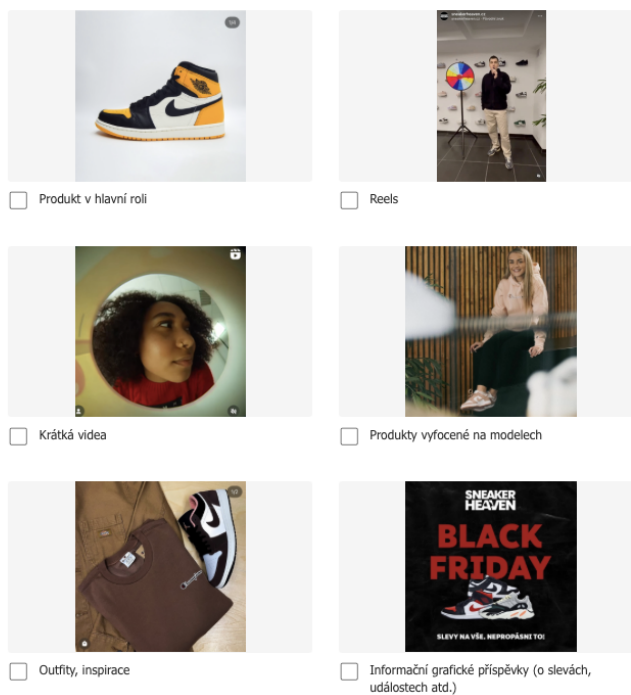 Produkt v hlavní roli
Reels
Krátká videa
Produkty vyfocené na modelech
Outfity, inspirace
SNEAKER
HEAVEN
BLACK
FRIDAY
SLEVY NA VŠE, NEPROPÁSNI TO!
Informační grafické příspěvky (o slevách,
událostech atd.)